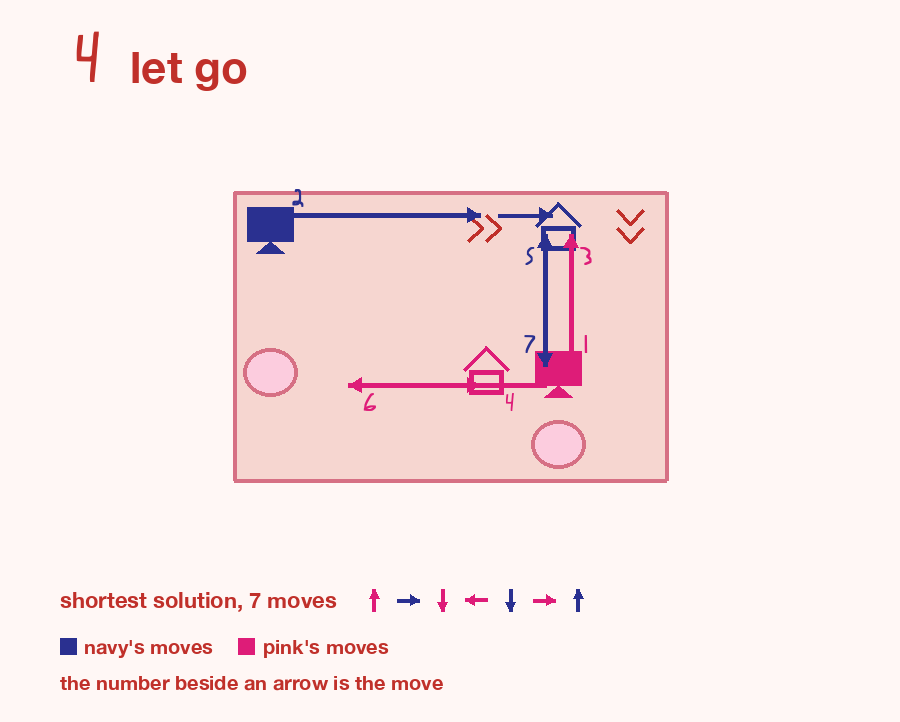 4 let go
2
5 3
7 1
6 4
shortest solution, 7 moves
navy's moves pink's moves
the number beside an arrow is the move